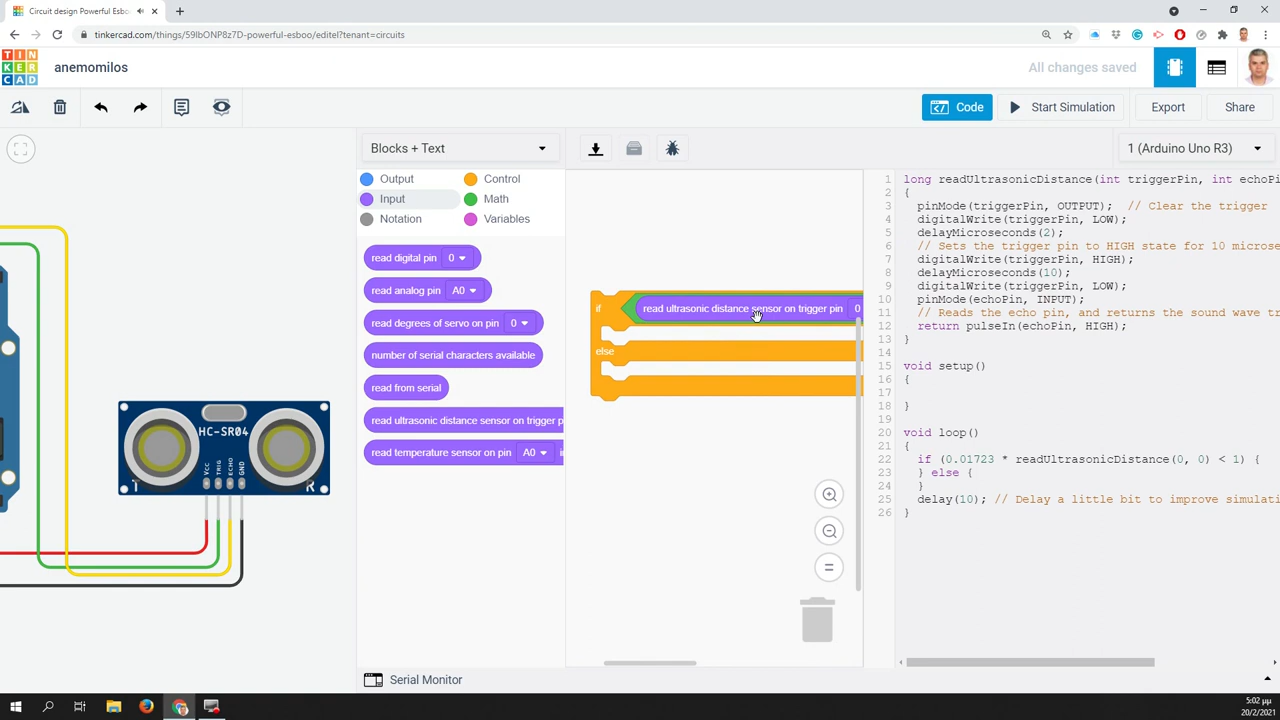 Circuit design Powerful Esbo
tinkercad.com/things/59lbONP8z7D-powerful-esboo/editel?tenant=circuits
TIN
KER
CAD
anemomilos
All changes saved
Code
Start Simulation
Export
Share
Blocks + Text
1 (Arduino Uno R3)
Output
Control
Input
Math
Notation
Variables
read digital pin 0
read analog pin A0
read degrees of servo on pin 0
number of serial characters available
read from serial
read ultrasonic distance sensor on trigger p
read temperature sensor on pin A0 i
if read ultrasonic distance sensor on trigger pin 0
else
HC-SR04
Vcc
TRIG
ECHO
GND
T
R
1 long readUltrasonicDistance(int triggerPin, int echoPi
2 {
3 pinMode(triggerPin, OUTPUT); // Clear the trigger
4 digitalWrite(triggerPin, LOW);
5 delayMicroseconds(2);
6 // Sets the trigger pin to HIGH state for 10 microse
7 digitalWrite(triggerPin, HIGH);
8 delayMicroseconds(10);
9 digitalWrite(triggerPin, LOW);
10 pinMode(echoPin, INPUT);
11 // Reads the echo pin, and returns the sound wave tr
12 return pulseIn(echoPin, HIGH);
13 }
14
15 void setup()
16 {
17
18 }
19
20 void loop()
21 {
22 if (0.01723 * readUltrasonicDistance(0, 0) < 1) {
23 } else {
24 }
25 delay(10); // Delay a little bit to improve simulati
26 }
Serial Monitor
5:02 μμ
20/2/2021